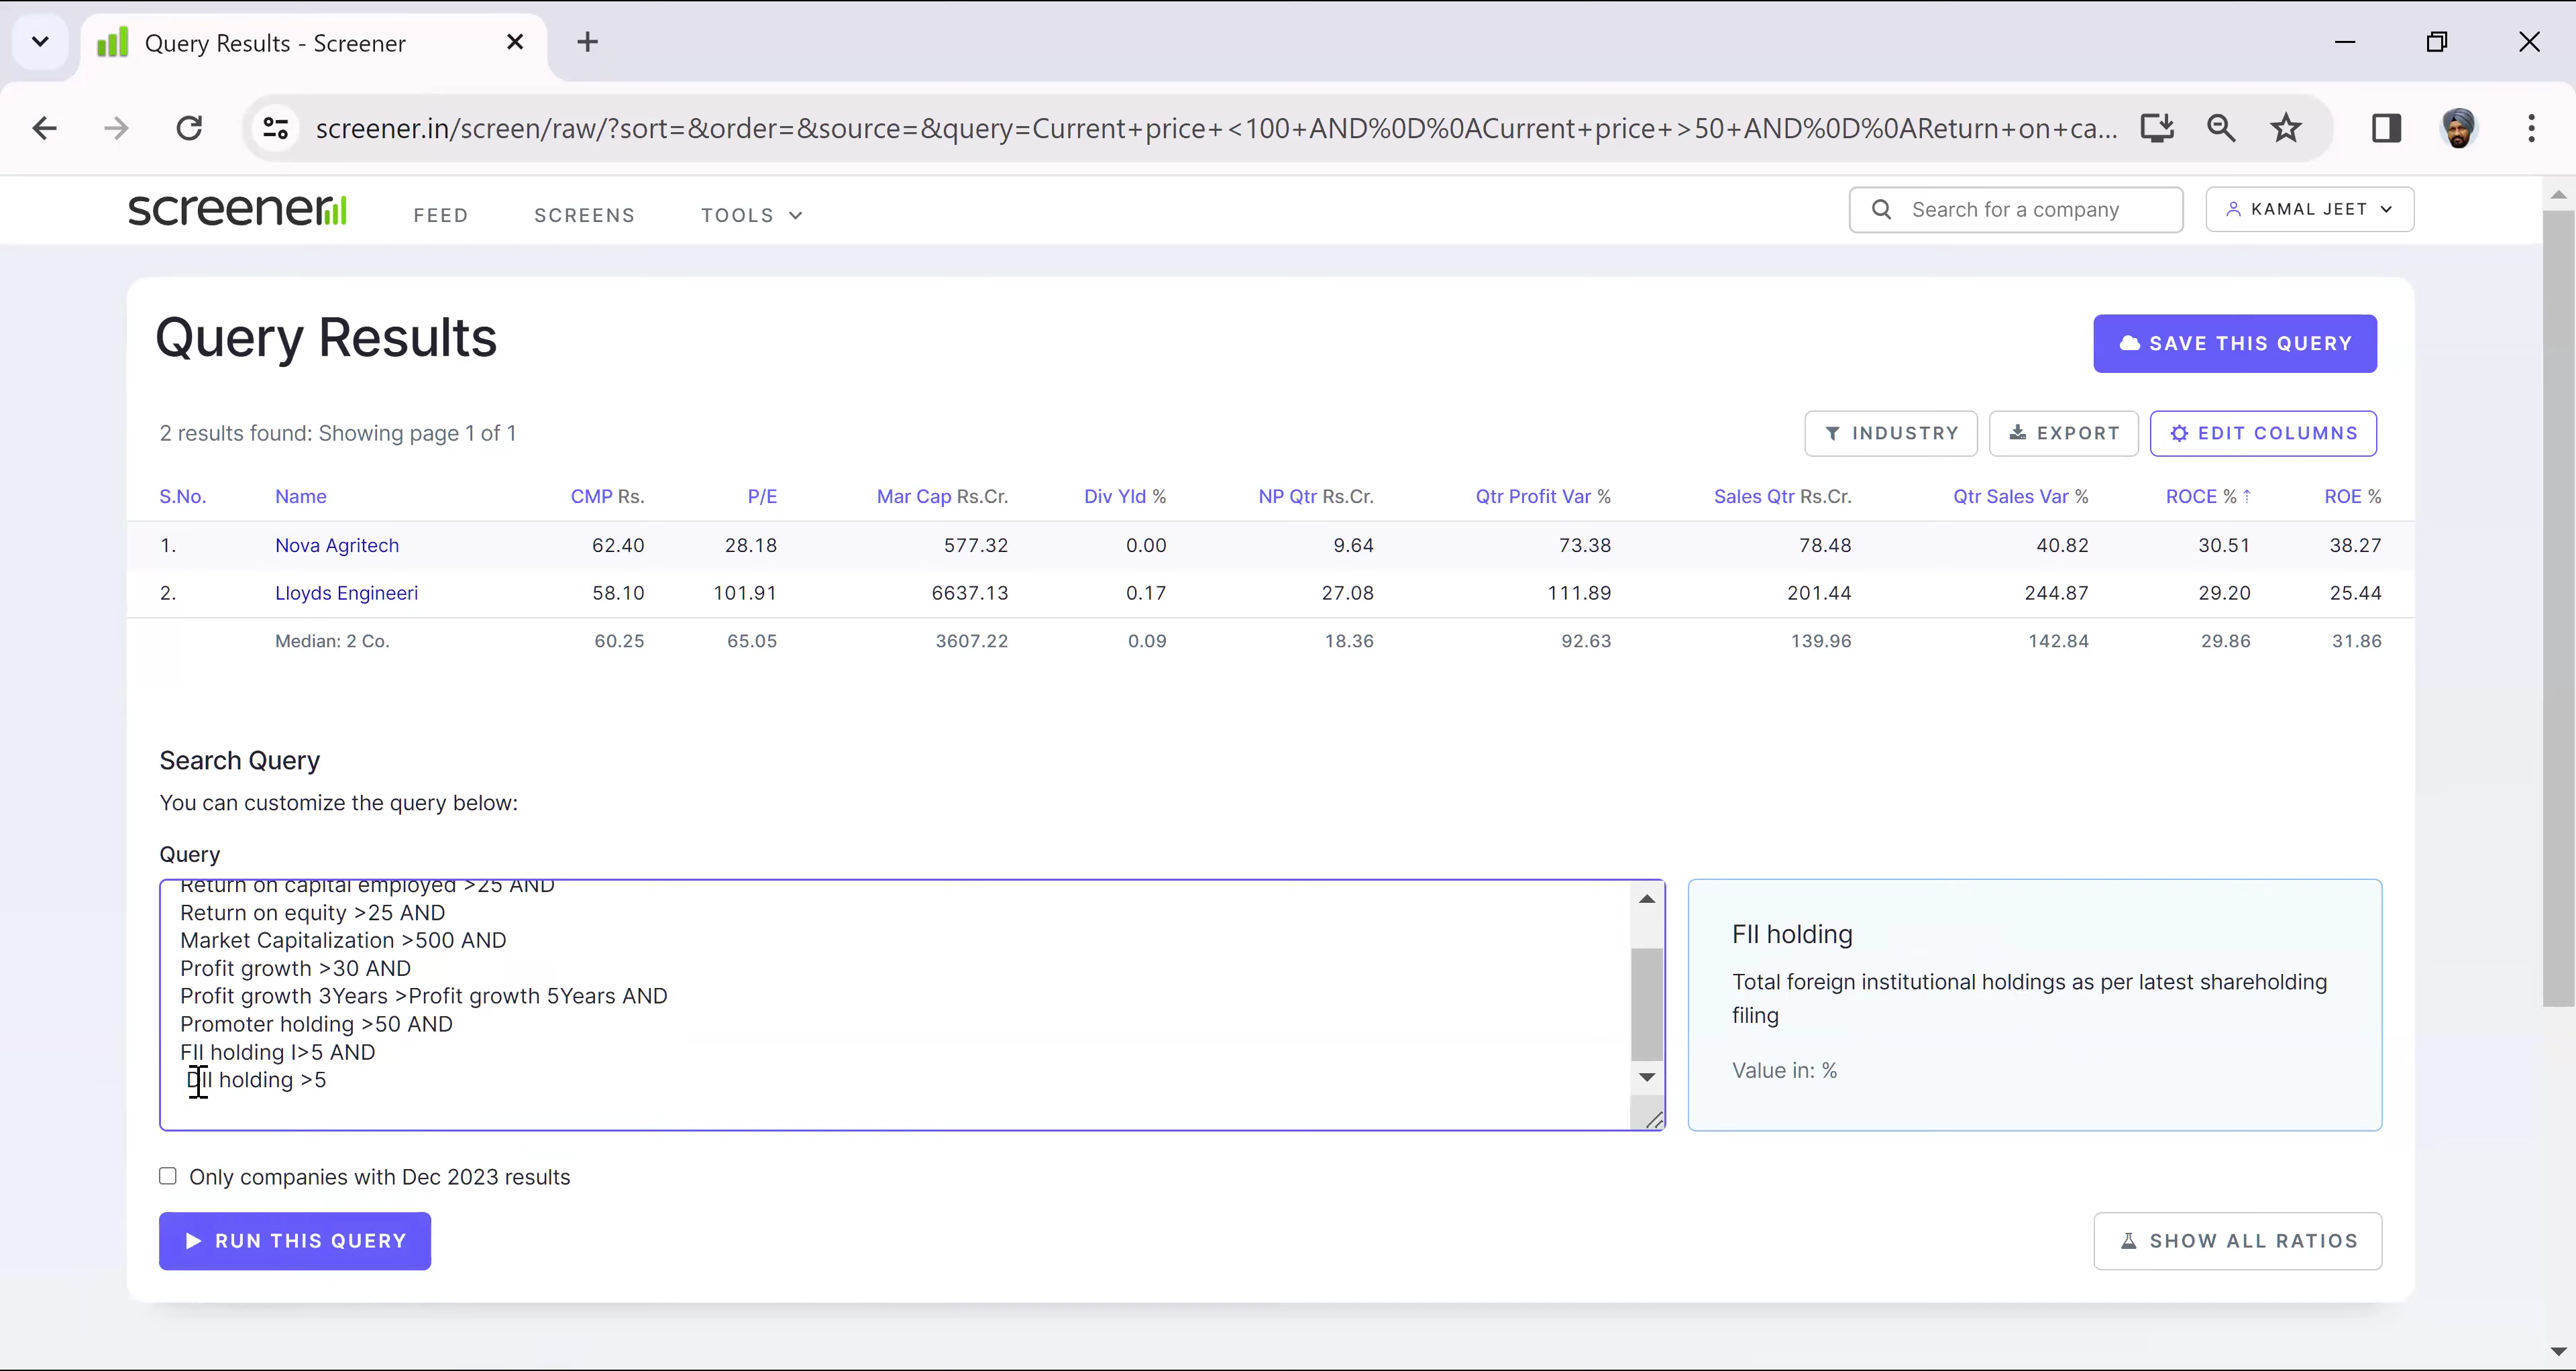 Query Results - Screener
screener.in/screen/raw/?sort=&order=&source=&query=Current+price+<100+AND%0D%0ACurrent+price+>50+AND%0D%0AReturn+on+ca...
screener FEED SCREENS TOOLS Search for a company KAMAL JEET
Query Results SAVE THIS QUERY
2 results found: Showing page 1 of 1 INDUSTRY EXPORT EDIT COLUMNS
S.No. Name CMP Rs. P/E Mar Cap Rs.Cr. Div Yld % NP Qtr Rs.Cr. Qtr Profit Var % Sales Qtr Rs.Cr. Qtr Sales Var % ROCE % ROE %
1. Nova Agritech 62.40 28.18 577.32 0.00 9.64 73.38 78.48 40.82 30.51 38.27
2. Lloyds Engineeri 58.10 101.91 6637.13 0.17 27.08 111.89 201.44 244.87 29.20 25.44
Median: 2 Co. 60.25 65.05 3607.22 0.09 18.36 92.63 139.96 142.84 29.86 31.86
Search Query
You can customize the query below:
Query
Return on capital employed >25 AND
Return on equity >25 AND
Market Capitalization >500 AND
Profit growth >30 AND
Profit growth 3Years >Profit growth 5Years AND
Promoter holding >50 AND
FII holding >5 AND
DII holding >5
FII holding
Total foreign institutional holdings as per latest shareholding
filing
Value in: %
Only companies with Dec 2023 results
RUN THIS QUERY SHOW ALL RATIOS